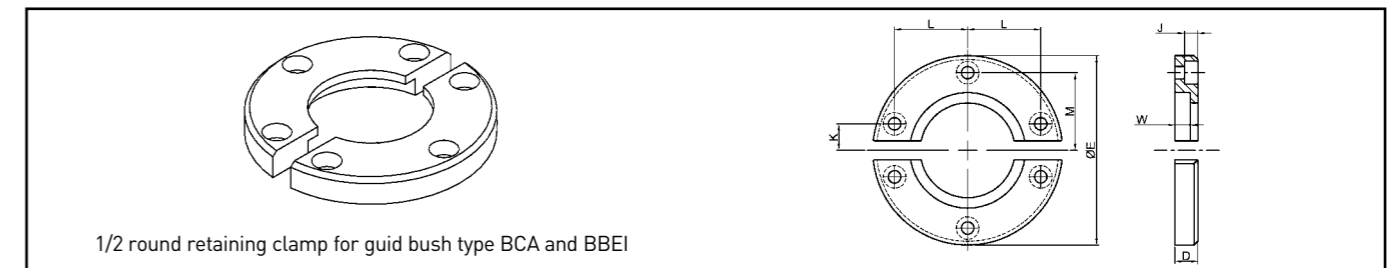 L L
J
M
W
K
ØE
D
1/2 round retaining clamp for guid bush type BCA and BBEI